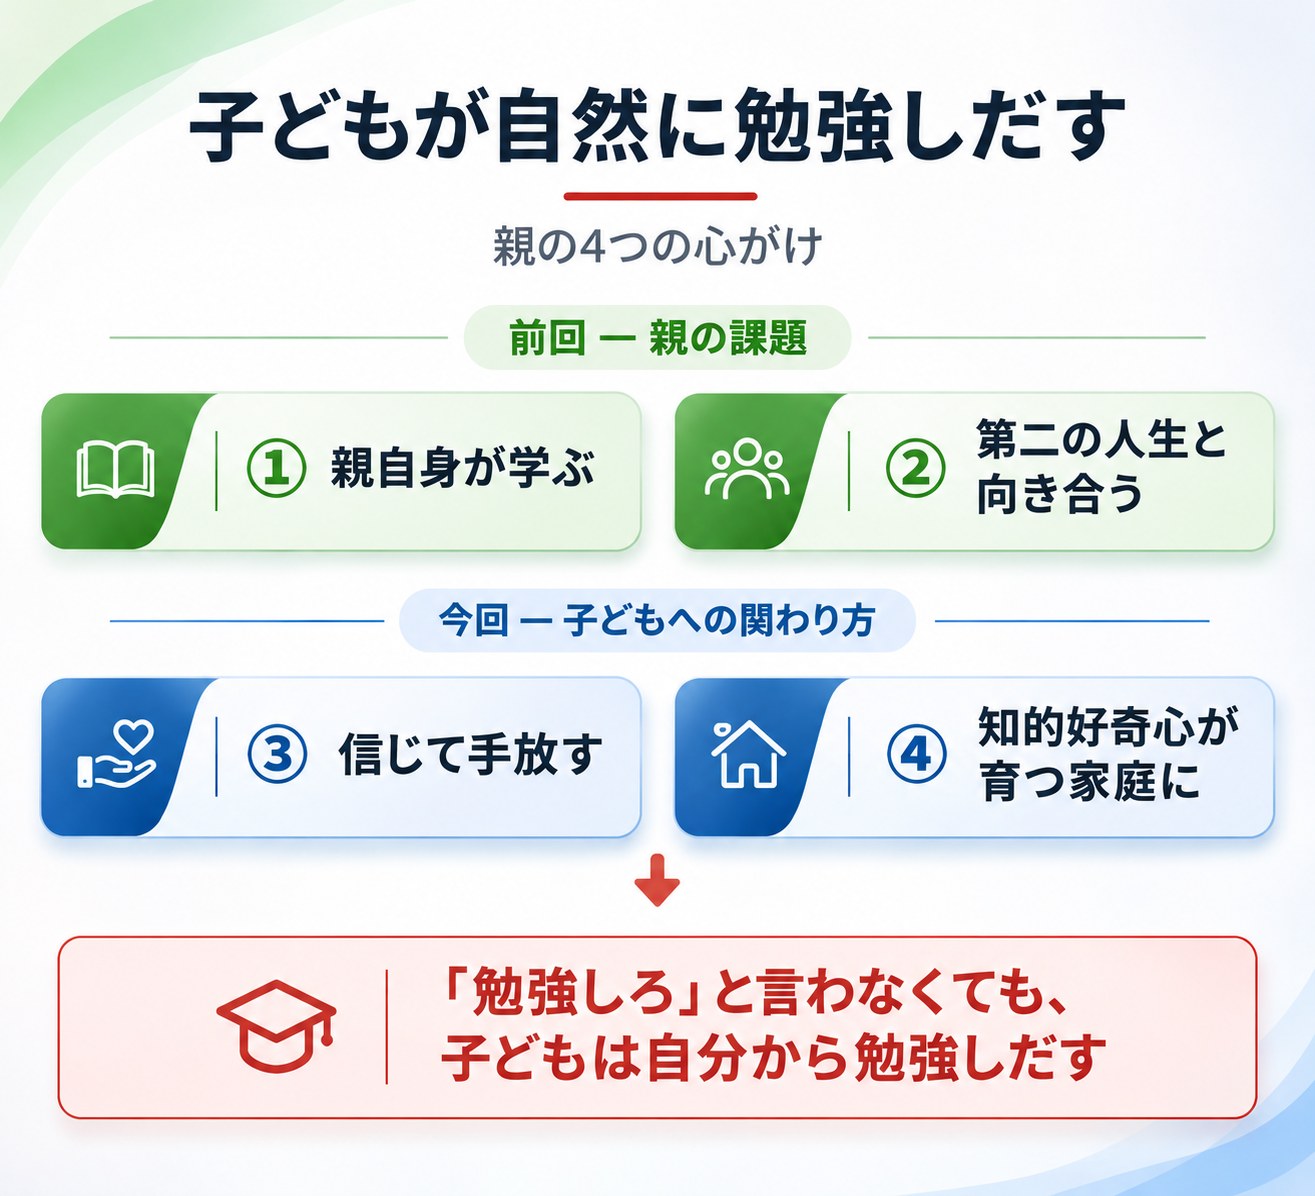 子どもが自然に勉強しだす
親の4つの心がけ
前回 ー 親の課題
① 親自身が学ぶ
② 第二の人生と
向き合う
今回 ー 子どもへの関わり方
③ 信じて手放す
④ 知的好奇心が
育つ家庭に
「勉強しろ」と言わなくても、
子どもは自分から勉強しだす